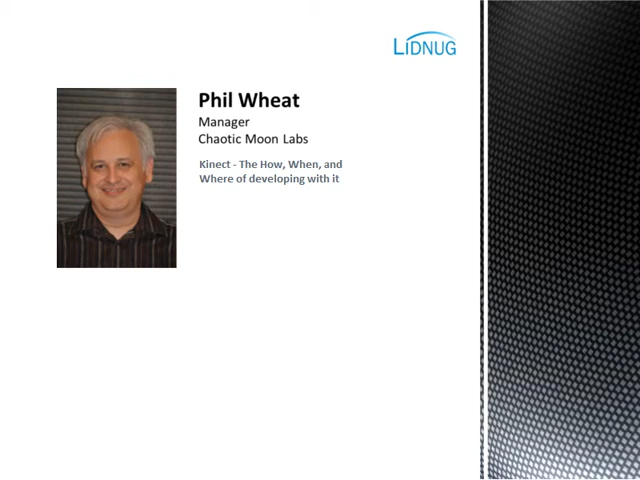 LIDNUG
Phil Wheat
Manager
Chaotic Moon Labs
Kinect - The How, When, and
Where of developing with it